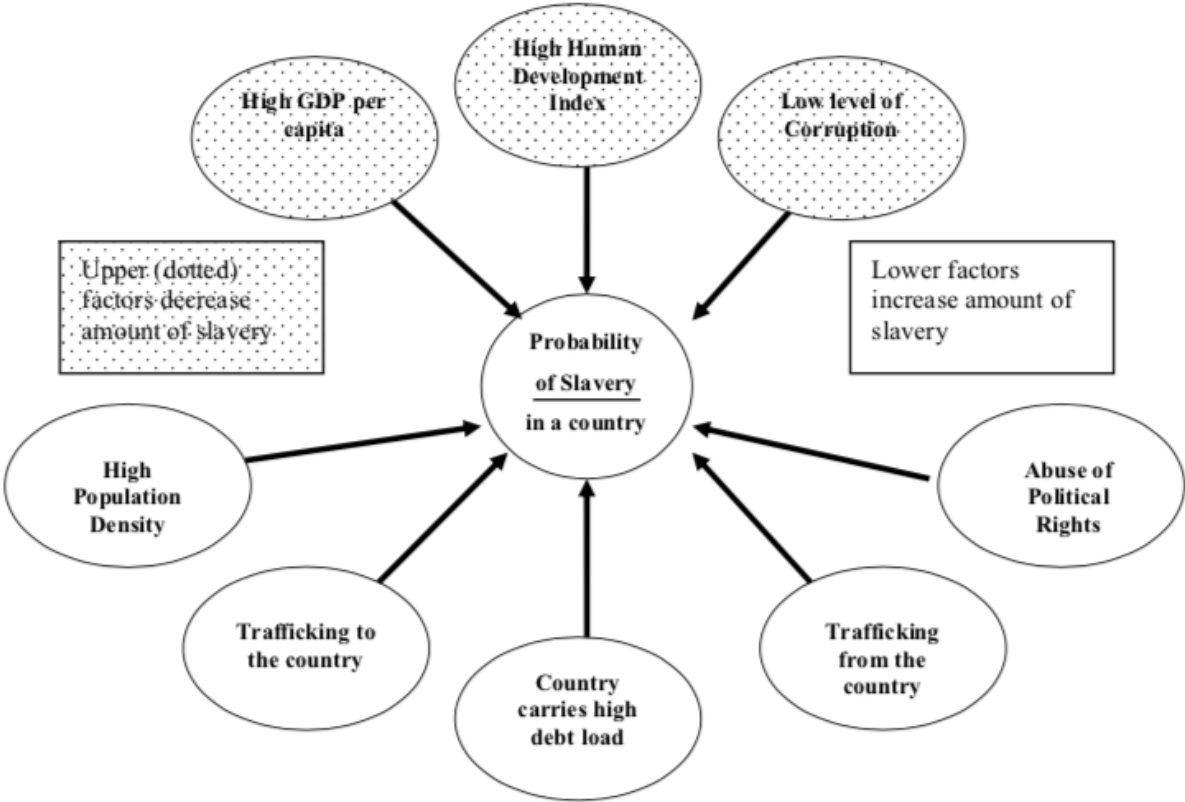 High Human
Development
Index
High GDP per
capita
Low level of
Corruption
Upper (dotted)
factors decrease
amount of slavery
Lower factors
increase amount of
slavery
Probability
of Slavery
in a country
High
Population
Density
Abuse of
Political
Rights
Trafficking to
the country
Trafficking
from the
country
Country
carries high
debt load